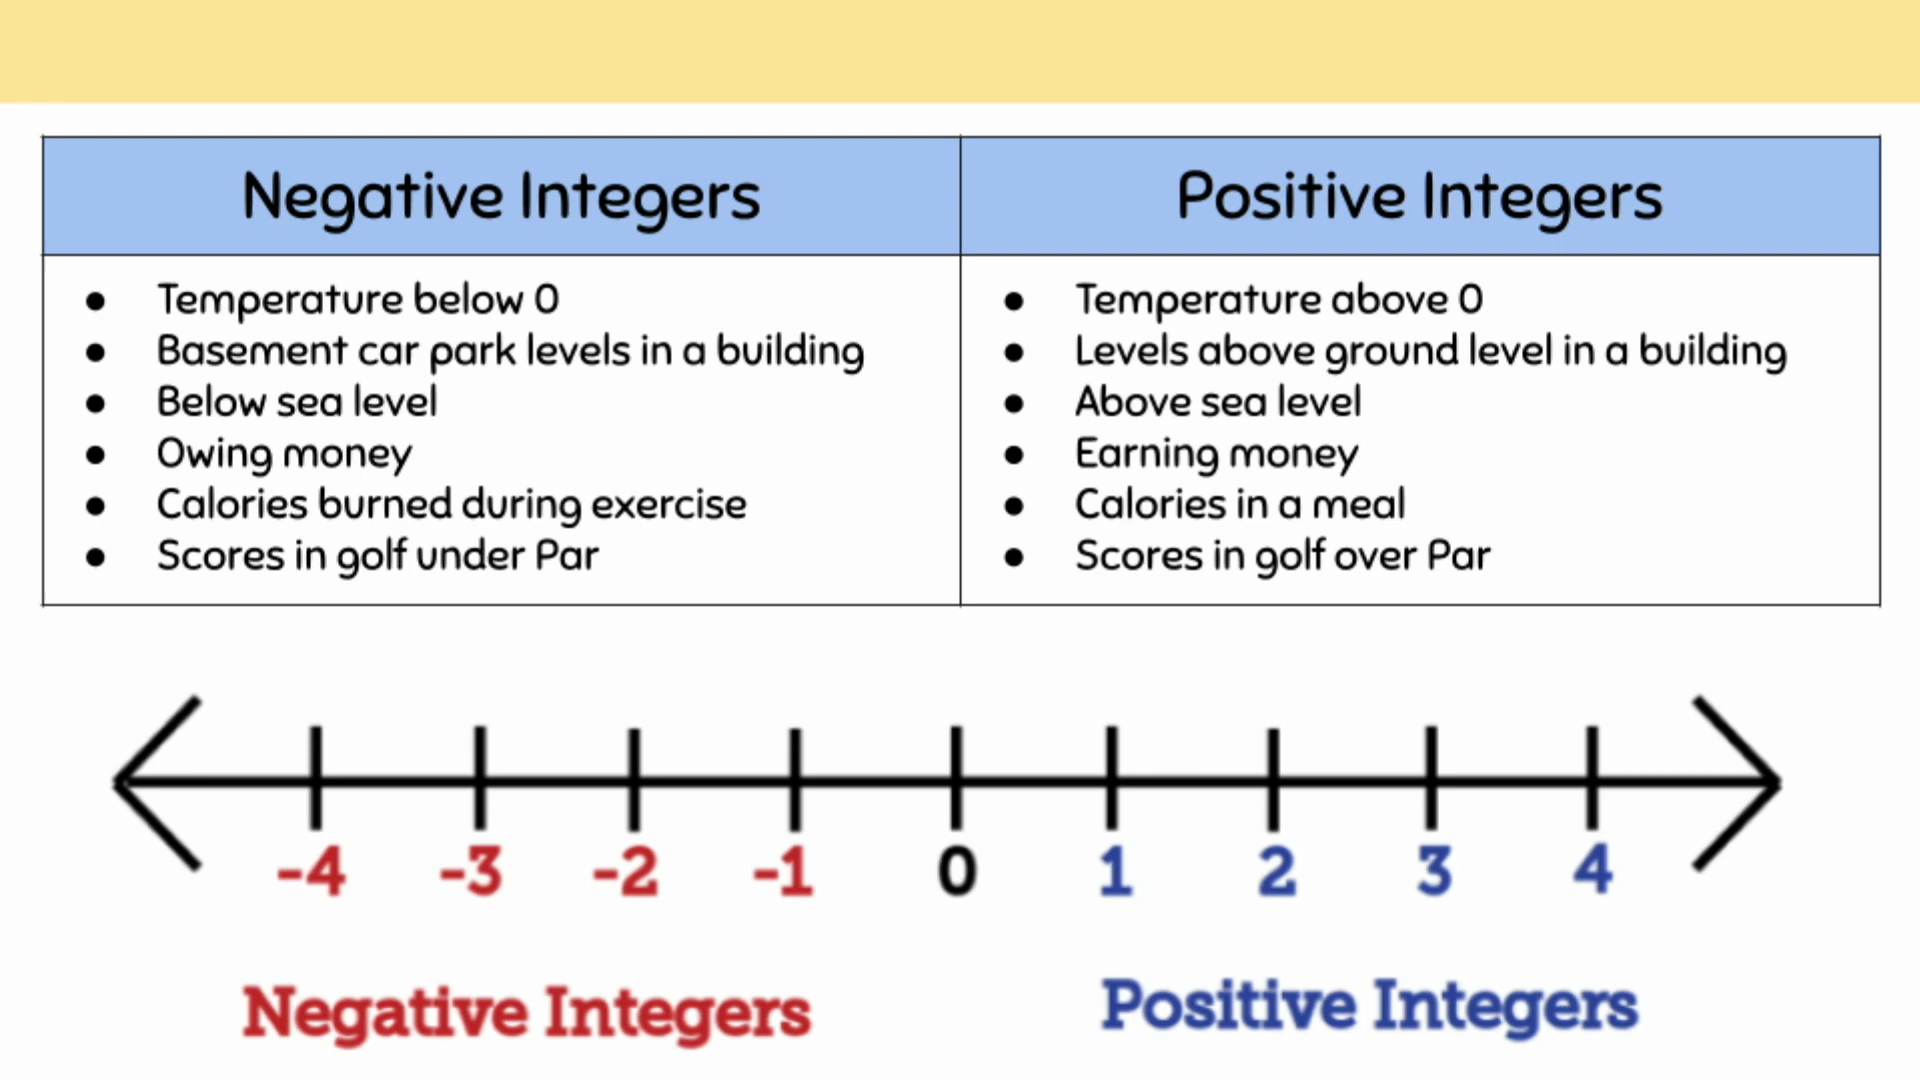 Negative Integers
Positive Integers
● Temperature below 0
● Basement car park levels in a building
● Below sea level
● Owing money
● Calories burned during exercise
● Scores in golf under Par
● Temperature above 0
● Levels above ground level in a building
● Above sea level
● Earning money
● Calories in a meal
● Scores in golf over Par
-4 -3 -2 -1 0 1 2 3 4
Negative Integers
Positive Integers